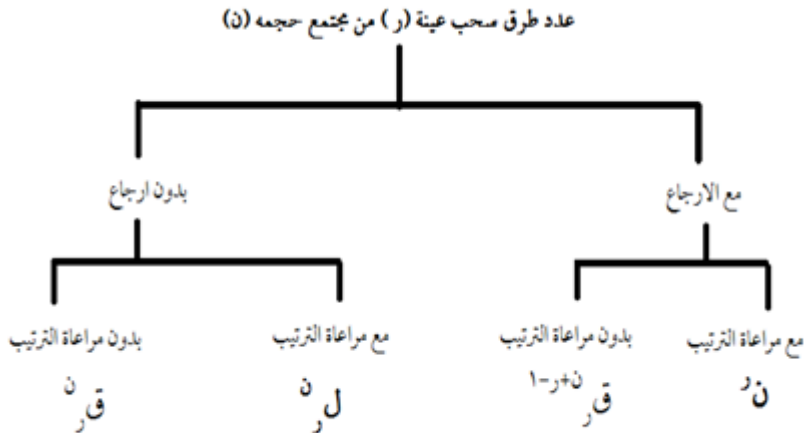 عدد طرق سحب عينة (ر) من مجتمع حجمه (ن)
مع الارجاع
بدون ارجاع
مع مراعاة الترتيب
بدون مراعاة الترتيب
مع مراعاة الترتيب
بدون مراعاة الترتيب
ن ر
ق ر ن+ر-١
ل ر ن
ق ر ن